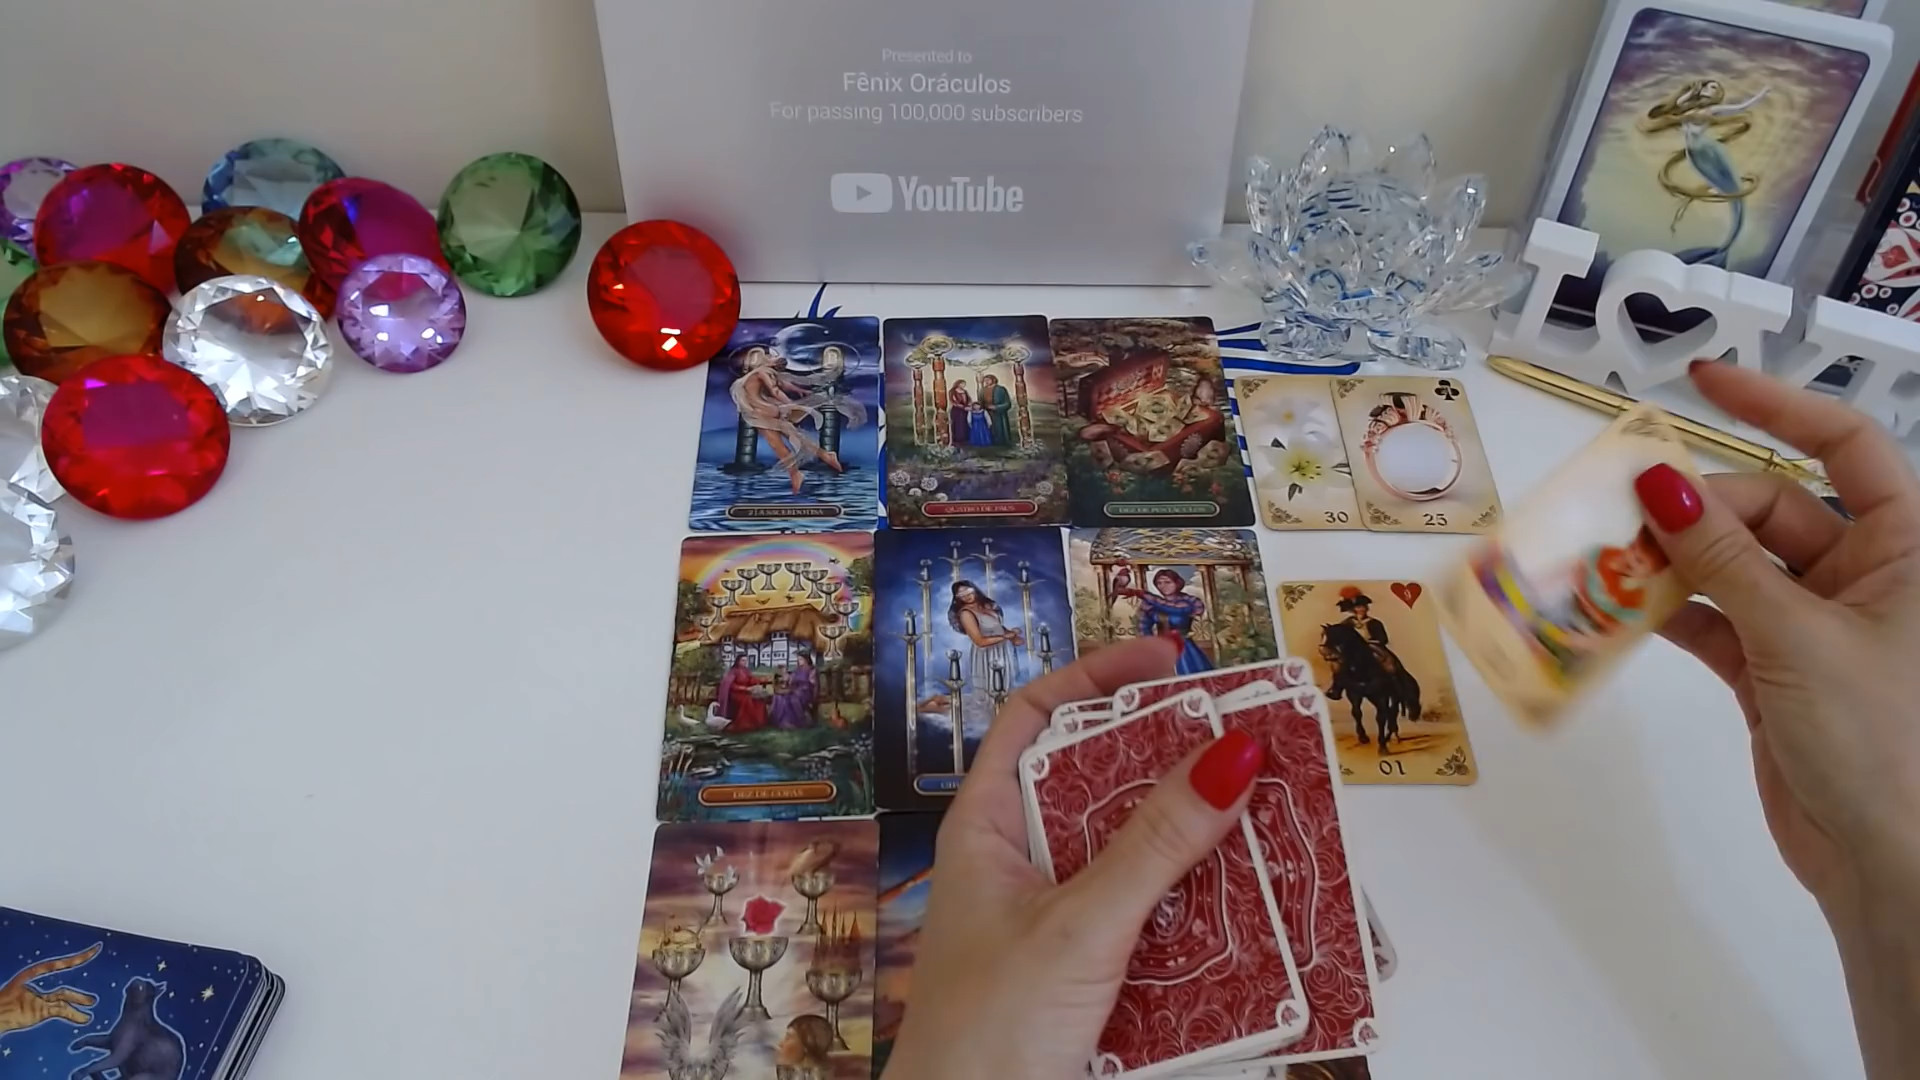 Presented to
Fênix Oráculos
For passing 100,000 subscribers
YouTube
LOVE
2 | A SACERDOTISA
QUATRO DE PAUS
DEZ DE PENTÁCULOS
30
25
9
01
DEZ DE COPAS